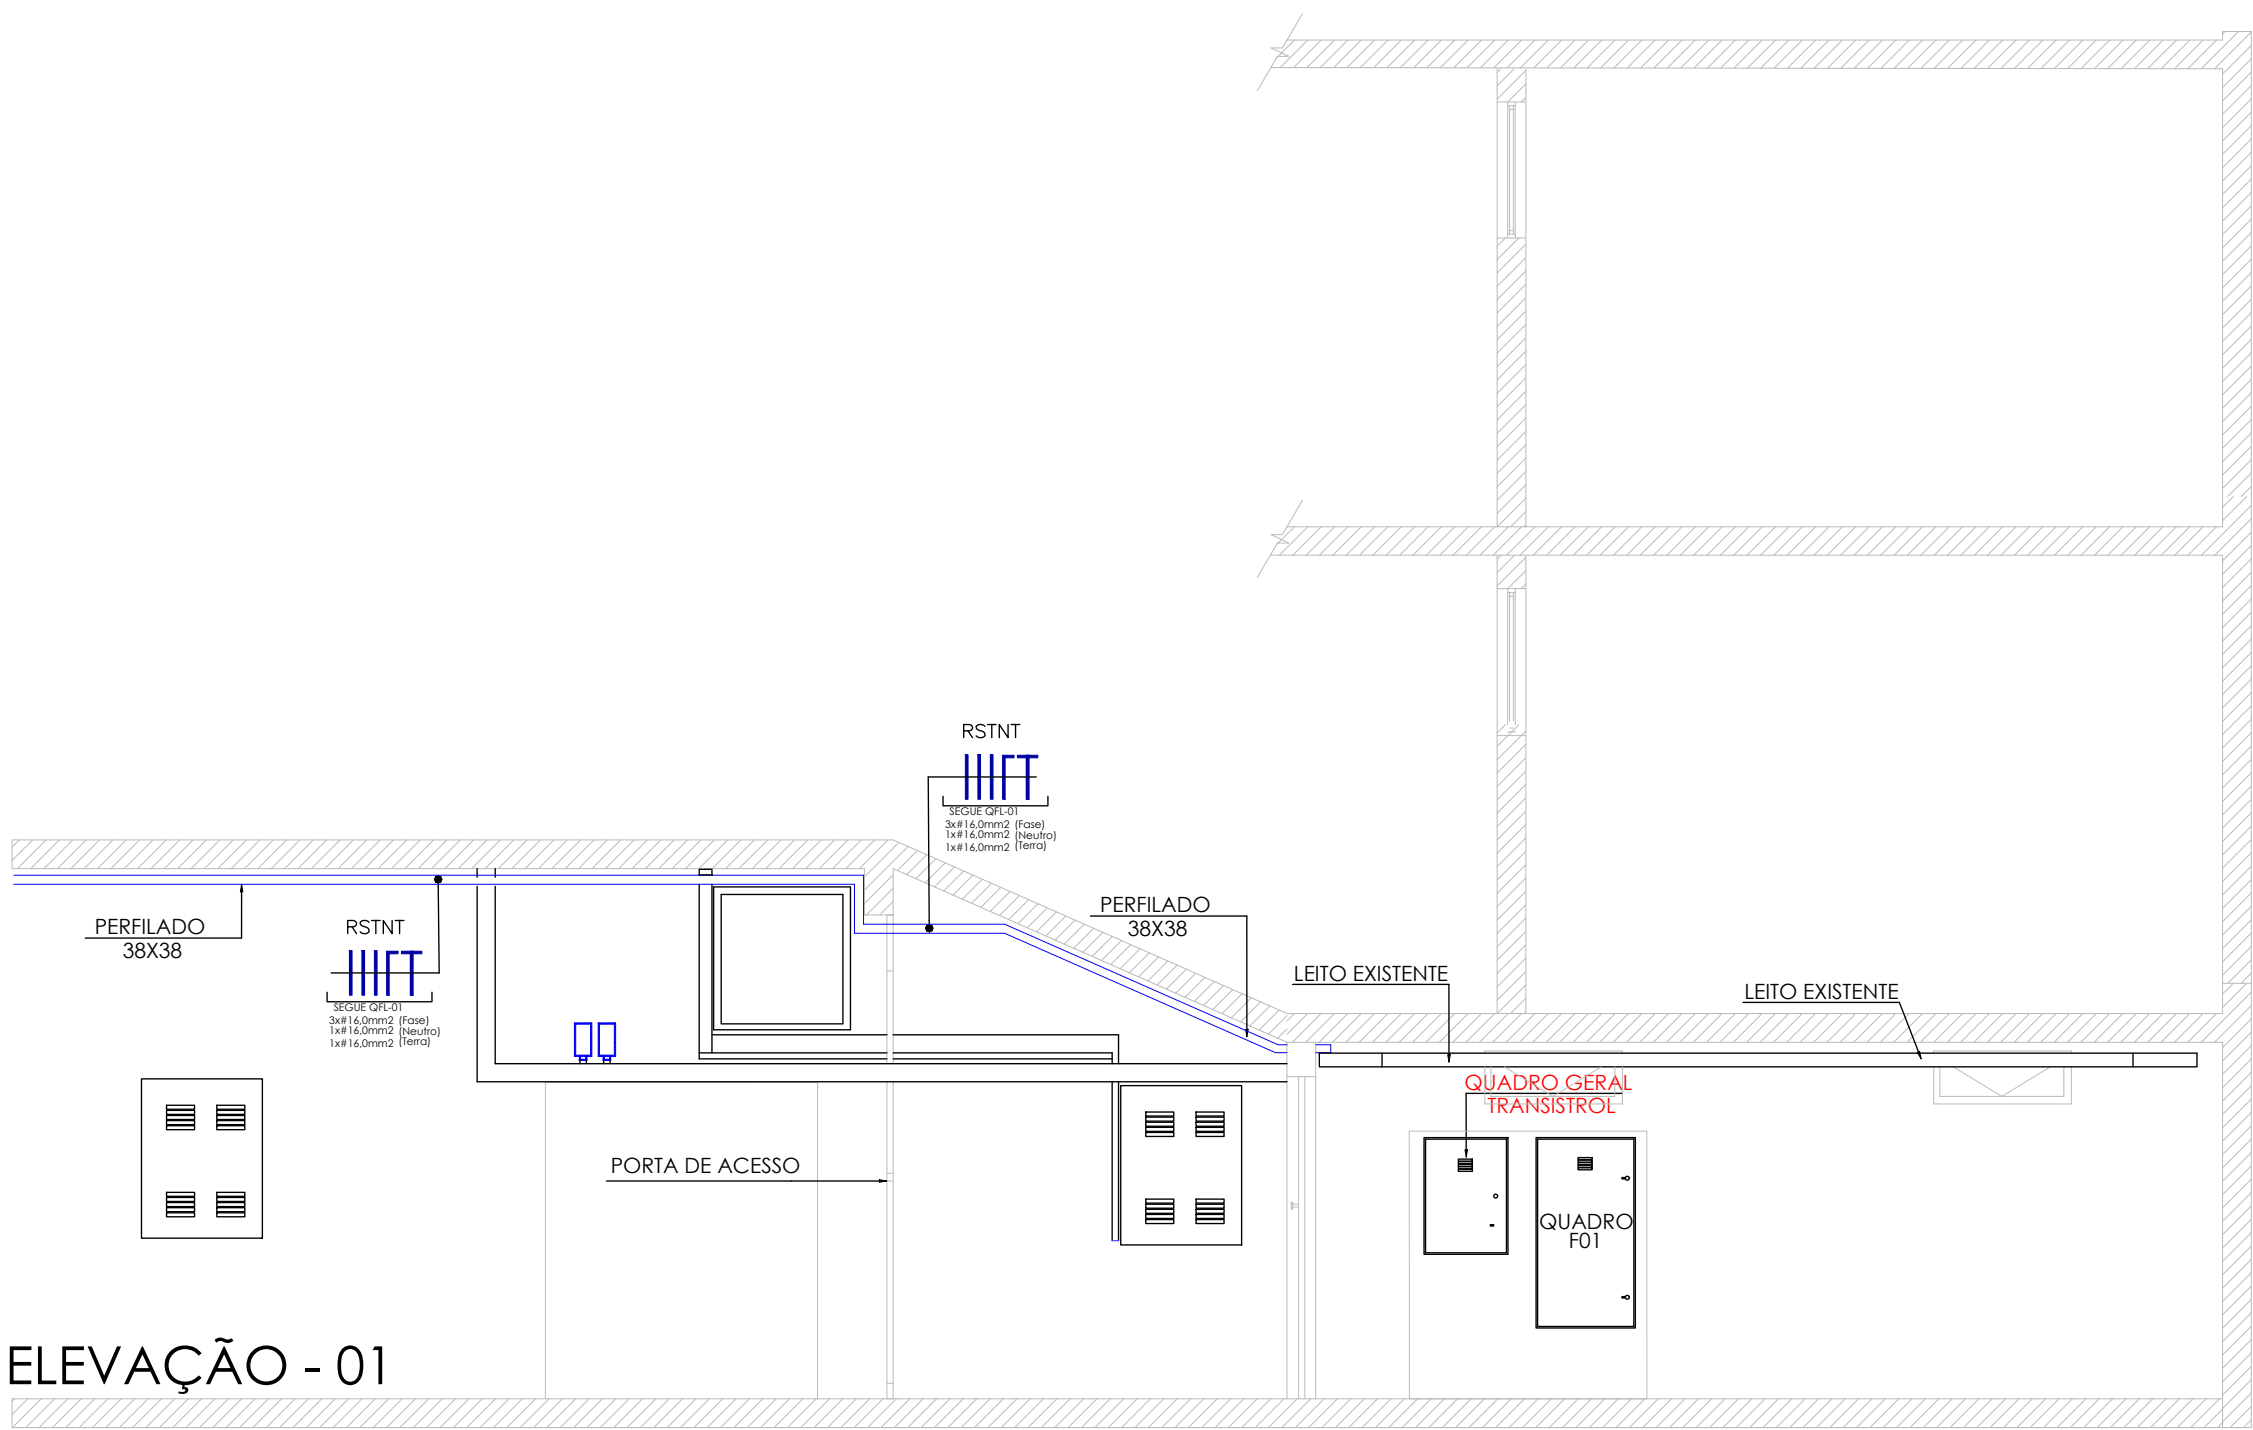 RSTNT
SEGUE QFL-01
3x#16,0mm2 (Fase)
1x#16,0mm2 (Neutro)
1x#16,0mm2 (Terra)
PERFILADO
38X38
RSTNT
SEGUE QFL-01
3x#16,0mm2 (Fase)
1x#16,0mm2 (Neutro)
1x#16,0mm2 (Terra)
PERFILADO
38X38
LEITO EXISTENTE
LEITO EXISTENTE
QUADRO GERAL
TRANSISTROL
PORTA DE ACESSO
QUADRO
F01
ELEVAÇÃO - 01